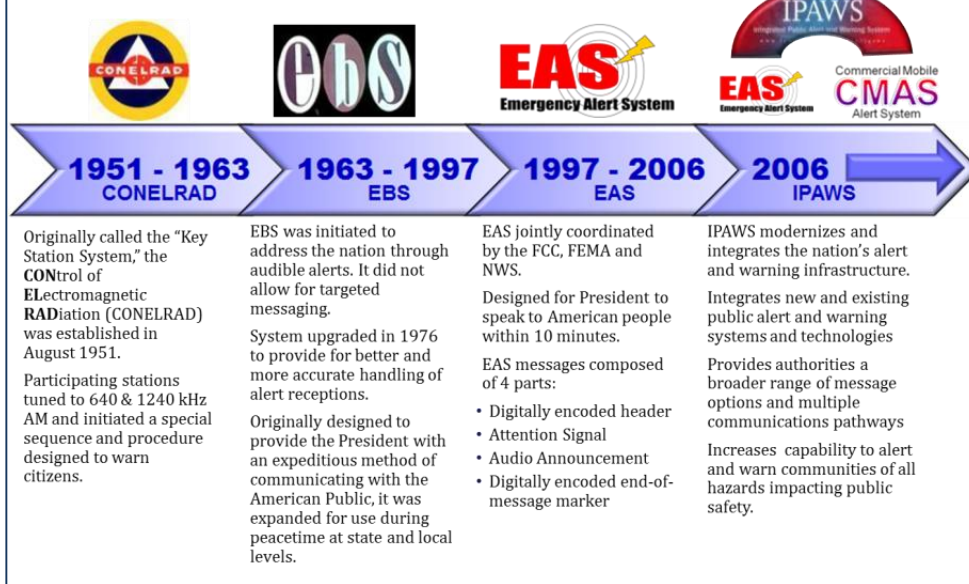 CONELRAD
ebs
EAS
Emergency Alert System
IPAWS
Integrated Public Alert and Warning System
EAS
Emergency Alert System
Commercial Mobile
CMAS
Alert System
1951 - 1963
CONELRAD
1963 - 1997
EBS
1997 - 2006
EAS
2006
IPAWS
Originally called the “Key
Station System,” the
CONtrol of
ELectromagnetic
RADiation (CONELRAD)
was established in
August 1951.
Participating stations
tuned to 640 & 1240 kHz
AM and initiated a special
sequence and procedure
designed to warn
citizens.
EBS was initiated to
address the nation through
audible alerts. It did not
allow for targeted
messaging.
System upgraded in 1976
to provide for better and
more accurate handling of
alert receptions.
Originally designed to
provide the President with
an expeditious method of
communicating with the
American Public, it was
expanded for use during
peacetime at state and local
levels.
EAS jointly coordinated
by the FCC, FEMA and
NWS.
Designed for President to
speak to American people
within 10 minutes.
EAS messages composed
of 4 parts:
• Digitally encoded header
• Attention Signal
• Audio Announcement
• Digitally encoded end-of-
message marker
IPAWS modernizes and
integrates the nation’s alert
and warning infrastructure.
Integrates new and existing
public alert and warning
systems and technologies
Provides authorities a
broader range of message
options and multiple
communications pathways
Increases capability to alert
and warn communities of all
hazards impacting public
safety.